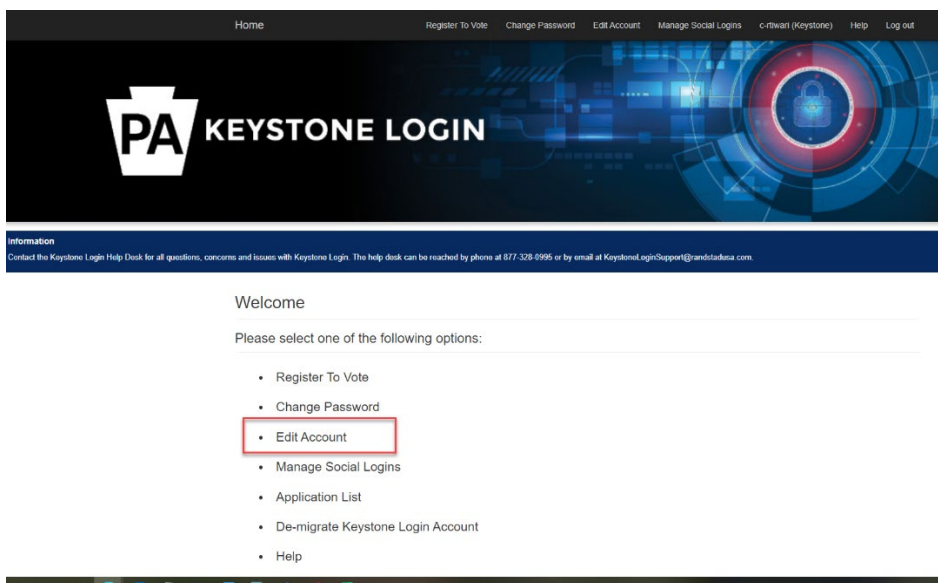 Home Register To Vote Change Password Edit Account Manage Social Logins c-rtiwari (Keystone) Help Log out
PA KEYSTONE LOGIN
Information
Contact the Keystone Login Help Desk for all questions, concerns and issues with Keystone Login. The help desk can be reached by phone at 877-328-0995 or by email at KeystoneLoginSupport@randstadusa.com.
Welcome
Please select one of the following options:
• Register To Vote
• Change Password
• Edit Account
• Manage Social Logins
• Application List
• De-migrate Keystone Login Account
• Help